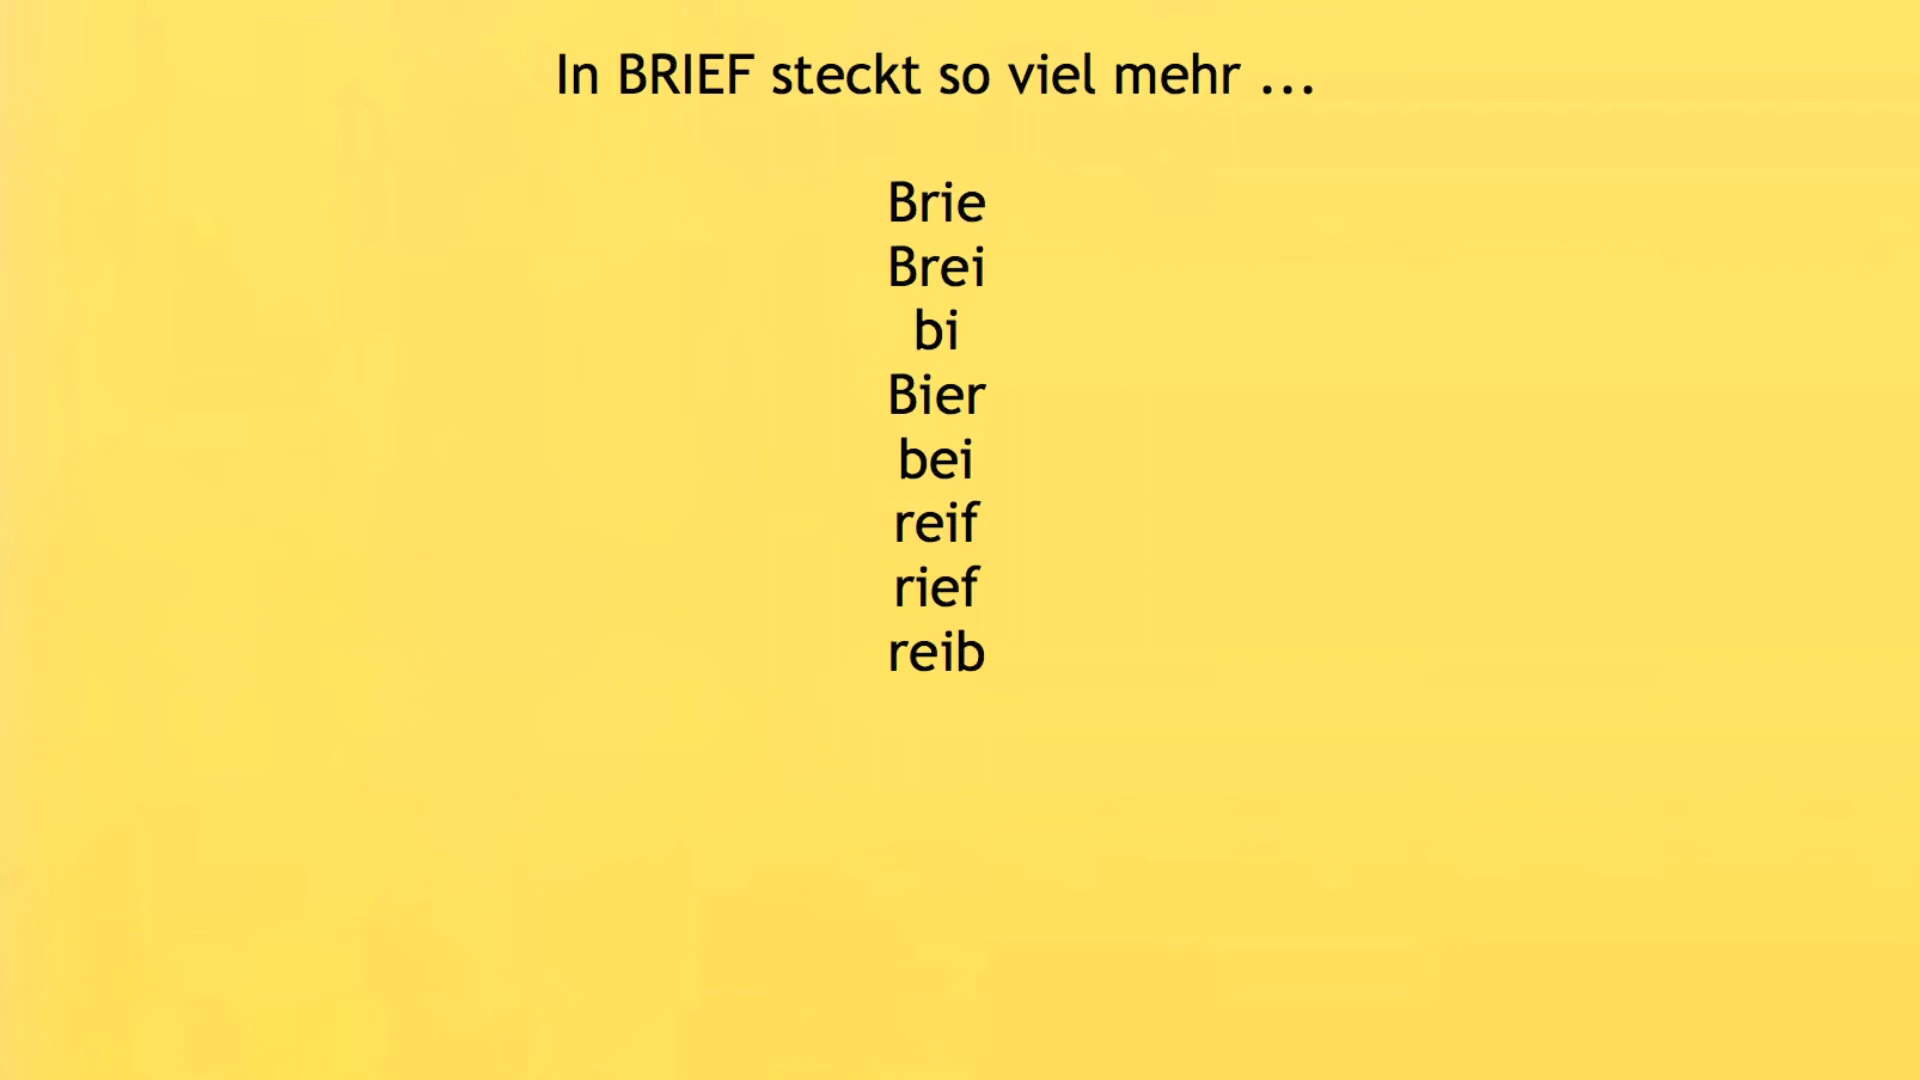 In BRIEF steckt so viel mehr ...
Brie
Brei
bi
Bier
bei
reif
rief
reib